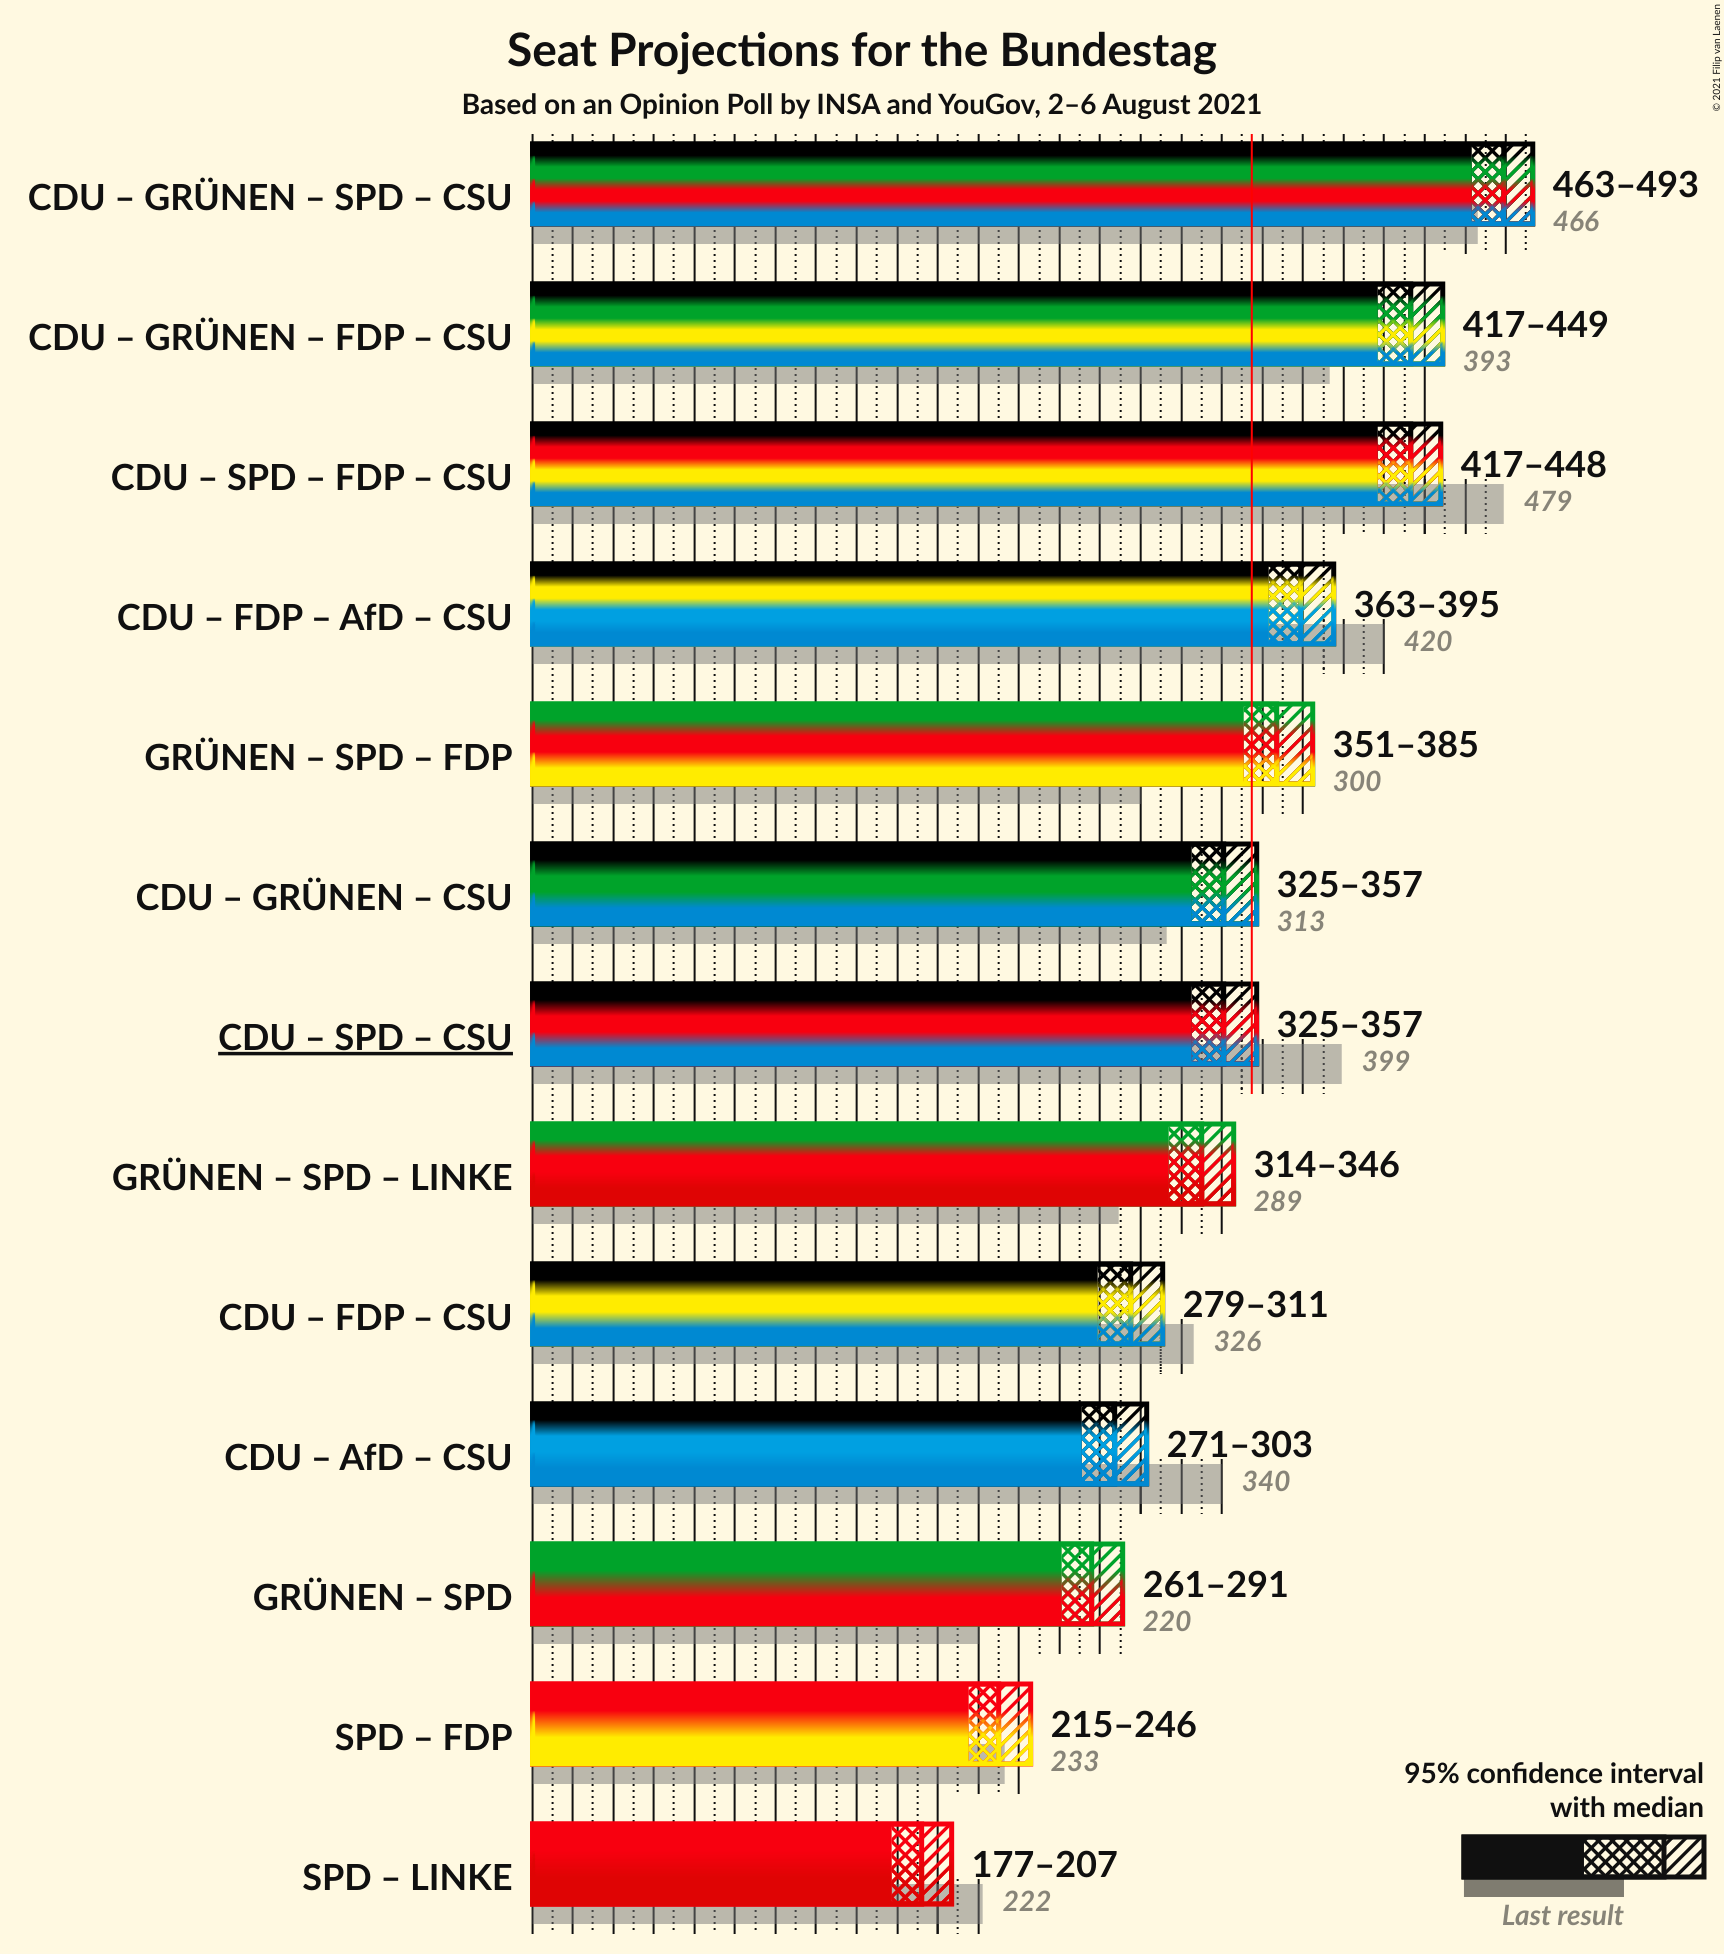 Seat Projections for the Bundestag
Based on an Opinion Poll by INSA and YouGov, 2–6 August 2021
© 2021 Filip van Laenen
CDU – GRÜNEN – SPD – CSU
463–493
466
CDU – GRÜNEN – FDP – CSU
417–449
393
CDU – SPD – FDP – CSU
417–448
479
CDU – FDP – AfD – CSU
363–395
420
GRÜNEN – SPD – FDP
351–385
300
CDU – GRÜNEN – CSU
325–357
313
CDU – SPD – CSU
325–357
399
GRÜNEN – SPD – LINKE
314–346
289
CDU – FDP – CSU
279–311
326
CDU – AfD – CSU
271–303
340
GRÜNEN – SPD
261–291
220
SPD – FDP
215–246
233
SPD – LINKE
177–207
222
95% confidence interval
with median
Last result